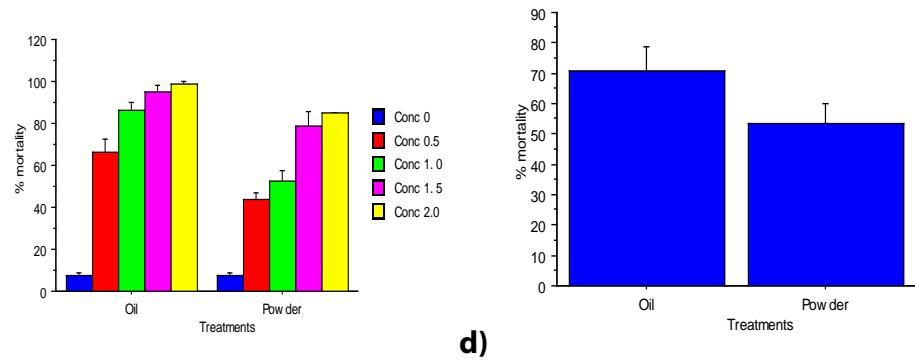 120
100
80
60
40
20
0
% mortality
Oil
Pow der
Treatments
Conc 0
Conc 0.5
Conc 1. 0
Conc 1. 5
Conc 2.0
d)
90
80
70
60
50
40
30
20
10
0
% mortality
Oil
Pow der
Treatments